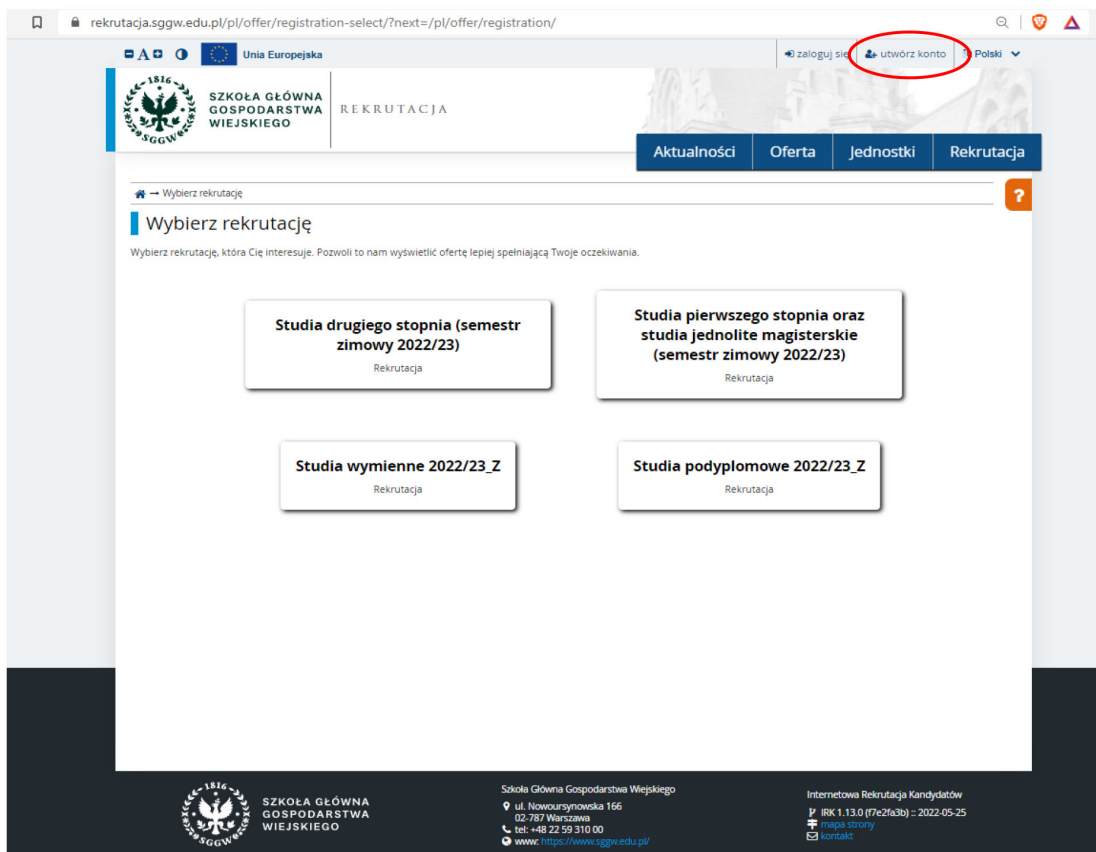 rekrutacja.sggw.edu.pl/pl/offer/registration-select/?next=/pl/offer/registration/
A
Unia Europejska
zaloguj się
utwórz konto
Polski
1816
SGGW
SZKOŁA GŁÓWNA
GOSPODARSTWA
WIEJSKIEGO
REKRUTACJA
Aktualności
Oferta
Jednostki
Rekrutacja
→ Wybierz rekrutację
?
Wybierz rekrutację
Wybierz rekrutację, która Cię interesuje. Pozwoli to nam wyświetlić ofertę lepiej spełniającą Twoje oczekiwania.
Studia drugiego stopnia (semestr
zimowy 2022/23)
Rekrutacja
Studia pierwszego stopnia oraz
studia jednolite magisterskie
(semestr zimowy 2022/23)
Rekrutacja
Studia wymienne 2022/23_Z
Rekrutacja
Studia podyplomowe 2022/23_Z
Rekrutacja
1816
SGGW
SZKOŁA GŁÓWNA
GOSPODARSTWA
WIEJSKIEGO
Szkoła Główna Gospodarstwa Wiejskiego
ul. Nowoursynowska 166
02-787 Warszawa
tel: +48 22 59 310 00
www: https://www.sggw.edu.pl/
Internetowa Rekrutacja Kandydatów
IRK 1.13.0 (f7e2fa3b) :: 2022-05-25
mapa strony
kontakt